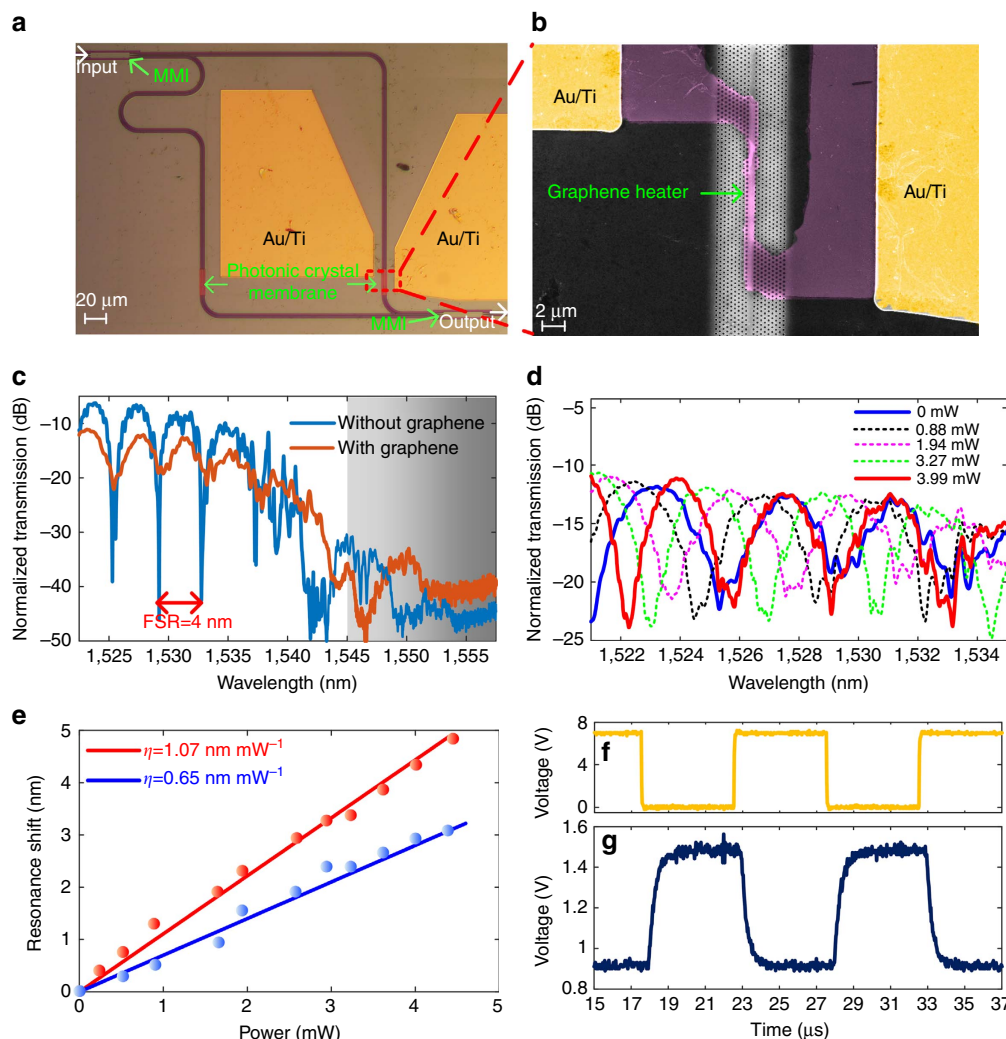 a
Input
MMI
Au/Ti
Au/Ti
Photonic crystal
membrane
20 μm
MMI
Output
b
Au/Ti
Graphene heater
Au/Ti
2 μm
c
Normalized transmission (dB)
−10
−20
−30
−40
−50
Without graphene
With graphene
FSR=4 nm
1,525 1,530 1,535 1,540 1,545 1,550 1,555
Wavelength (nm)
d
Normalized transmission (dB)
−5
−10
−15
−20
−25
0 mW
0.88 mW
1.94 mW
3.27 mW
3.99 mW
1,522 1,524 1,526 1,528 1,530 1,532 1,534
Wavelength (nm)
e
Resonance shift (nm)
5
4
3
2
1
0
η=1.07 nm mW⁻¹
η=0.65 nm mW⁻¹
0 1 2 3 4 5
Power (mW)
f
Voltage (V)
8
4
0
g
Voltage (V)
1.6
1.4
1.2
1
0.8
15 17 19 21 23 25 27 29 31 33 35 37
Time (μs)